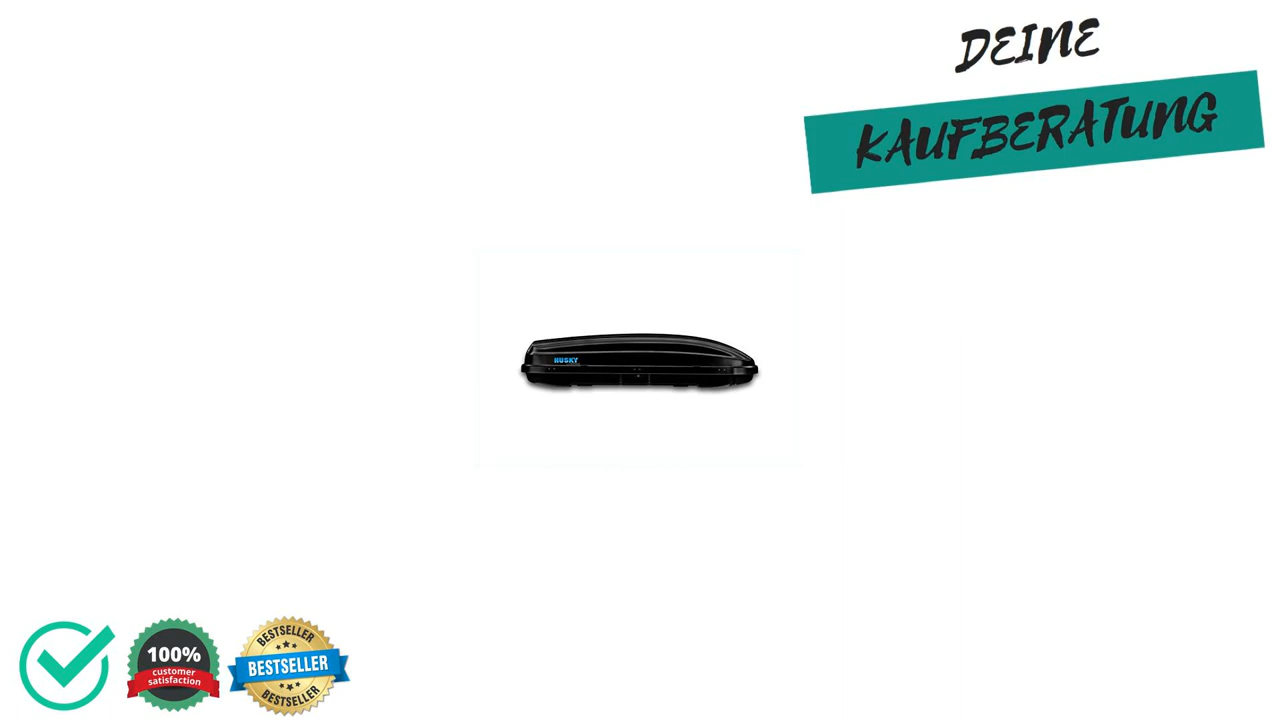 DEINE
KAUFBERATUNG
HUSKY
100%
customer
satisfaction
BESTSELLER
BESTSELLER
BESTSELLER